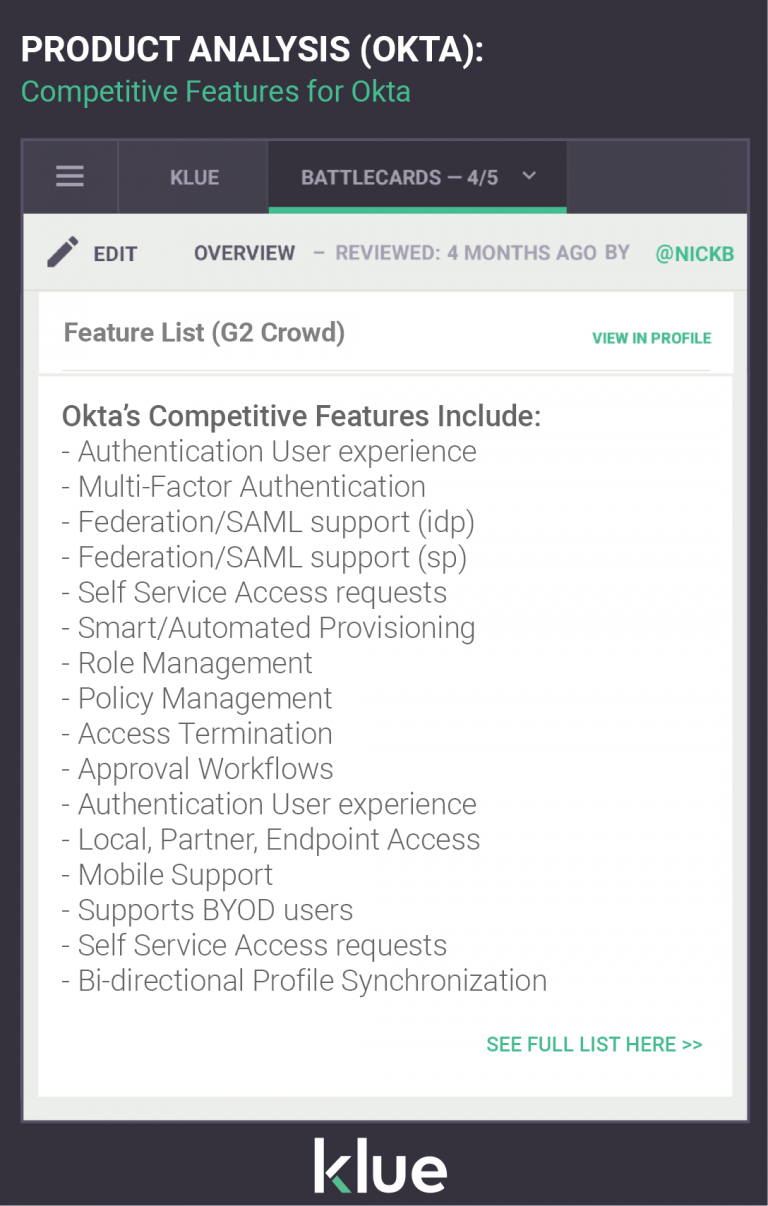 PRODUCT ANALYSIS (OKTA):
Competitive Features for Okta
KLUE
BATTLECARDS – 4/5
EDIT
OVERVIEW – REVIEWED: 4 MONTHS AGO BY @NICKB
Feature List (G2 Crowd)
VIEW IN PROFILE
Okta’s Competitive Features Include:
- Authentication User experience
- Multi-Factor Authentication
- Federation/SAML support (idp)
- Federation/SAML support (sp)
- Self Service Access requests
- Smart/Automated Provisioning
- Role Management
- Policy Management
- Access Termination
- Approval Workflows
- Authentication User experience
- Local, Partner, Endpoint Access
- Mobile Support
- Supports BYOD users
- Self Service Access requests
- Bi-directional Profile Synchronization
SEE FULL LIST HERE >>
klue